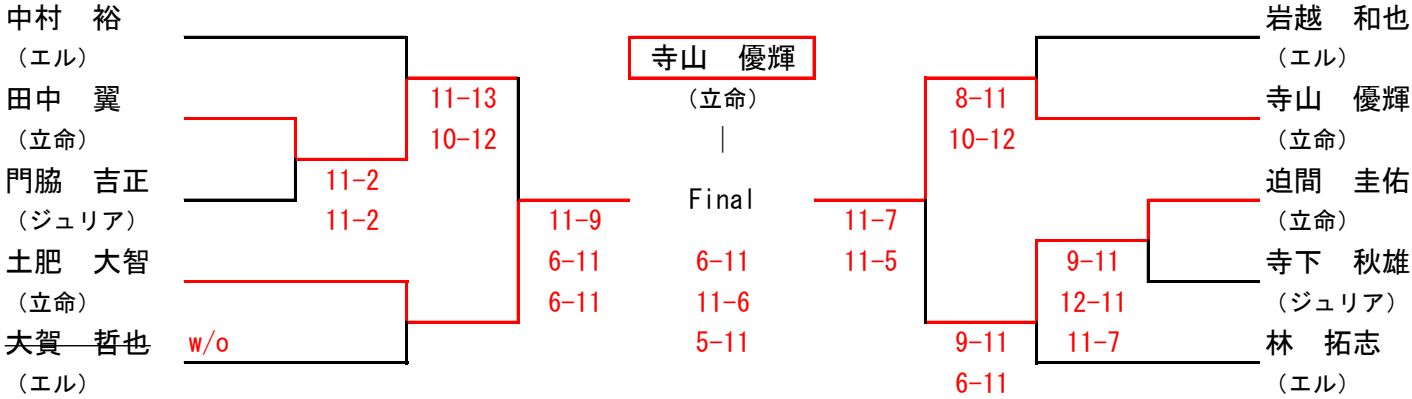 中村　裕
（エル）
田中　翼
（立命）
門脇　吉正
（ジュリア）
土肥　大智
（立命）
大賀　哲也
（エル）
w/o
11-2
11-2
11-13
10-12
11-9
6-11
6-11
寺山　優輝
（立命）
｜
Final
6-11
11-6
5-11
11-7
11-5
8-11
10-12
9-11
6-11
9-11
12-11
11-7
岩越　和也
（エル）
寺山　優輝
（立命）
迫間　圭佑
（立命）
寺下　秋雄
（ジュリア）
林　拓志
（エル）